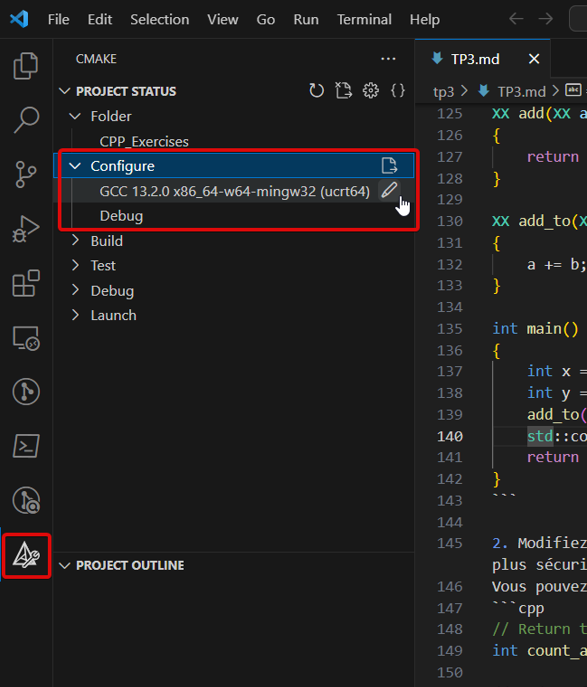 File Edit Selection View Go Run Terminal Help
CMAKE
PROJECT STATUS
Folder
CPP_Exercises
Configure
GCC 13.2.0 x86_64-w64-mingw32 (ucrt64)
Debug
Build
Test
Debug
Launch
PROJECT OUTLINE
TP3.md
tp3 > TP3.md >
125 XX add(XX a
126 {
127 return
128 }
129
130 XX add_to(X
131 {
132 a += b;
133 }
134
135 int main()
136 {
137 int x =
138 int y =
139 add_to(
140 std::co
141 return
142 }
143 ```
144
145 2. Modifiez
plus sécuri
146 Vous pouvez
147 ```cpp
148 // Return t
149 int count_a
150